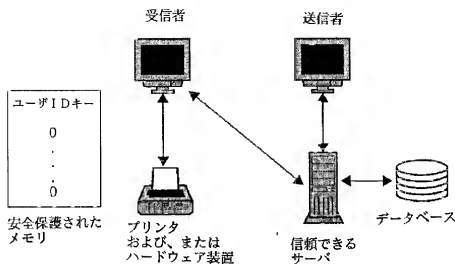 受信者
送信者
ユーザIDキー
0
.
.
.
0
安全保護された
メモリ
プリンタ
および、または
ハードウェア装置
信頼できる
サーバ
データベース